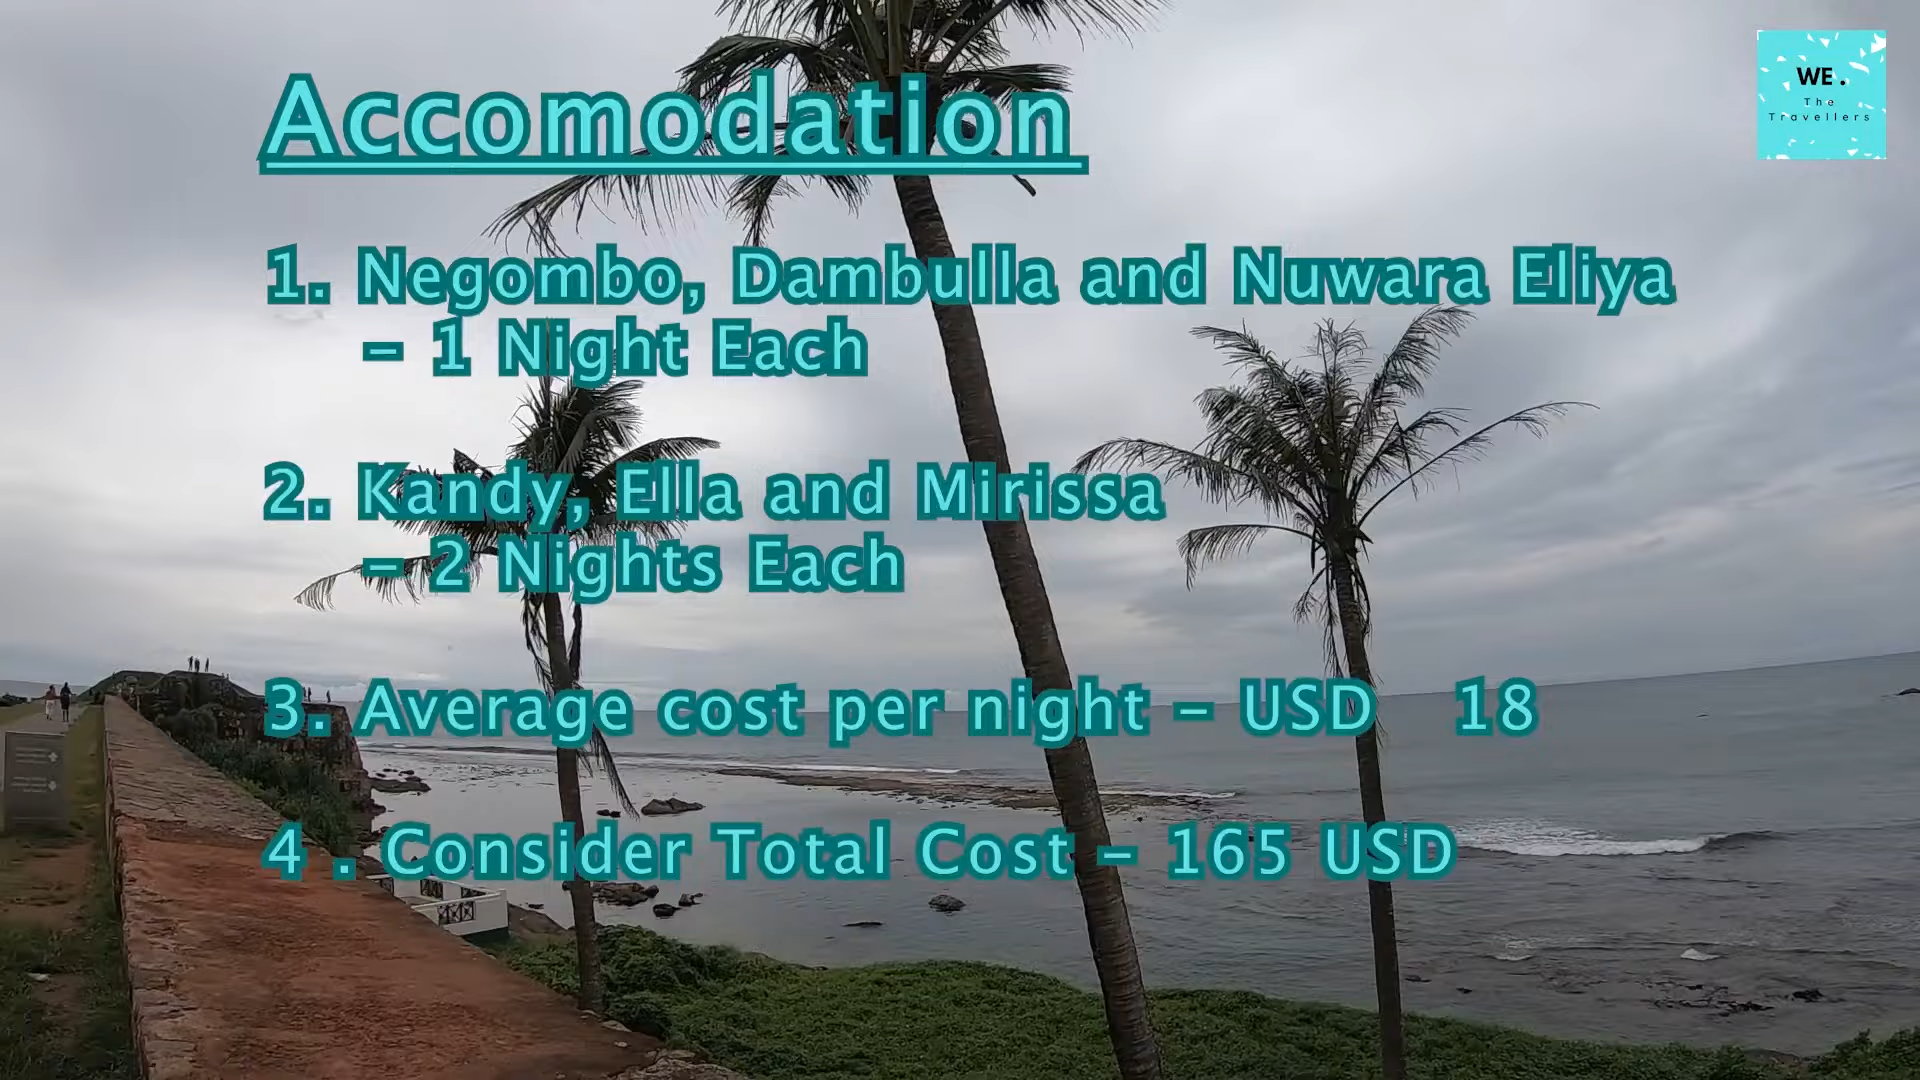 WE .
The
Travellers
Accomodation
1. Negombo, Dambulla and Nuwara Eliya
- 1 Night Each
2. Kandy, Ella and Mirissa
- 2 Nights Each
3. Average cost per night - USD 18
4 . Consider Total Cost - 165 USD